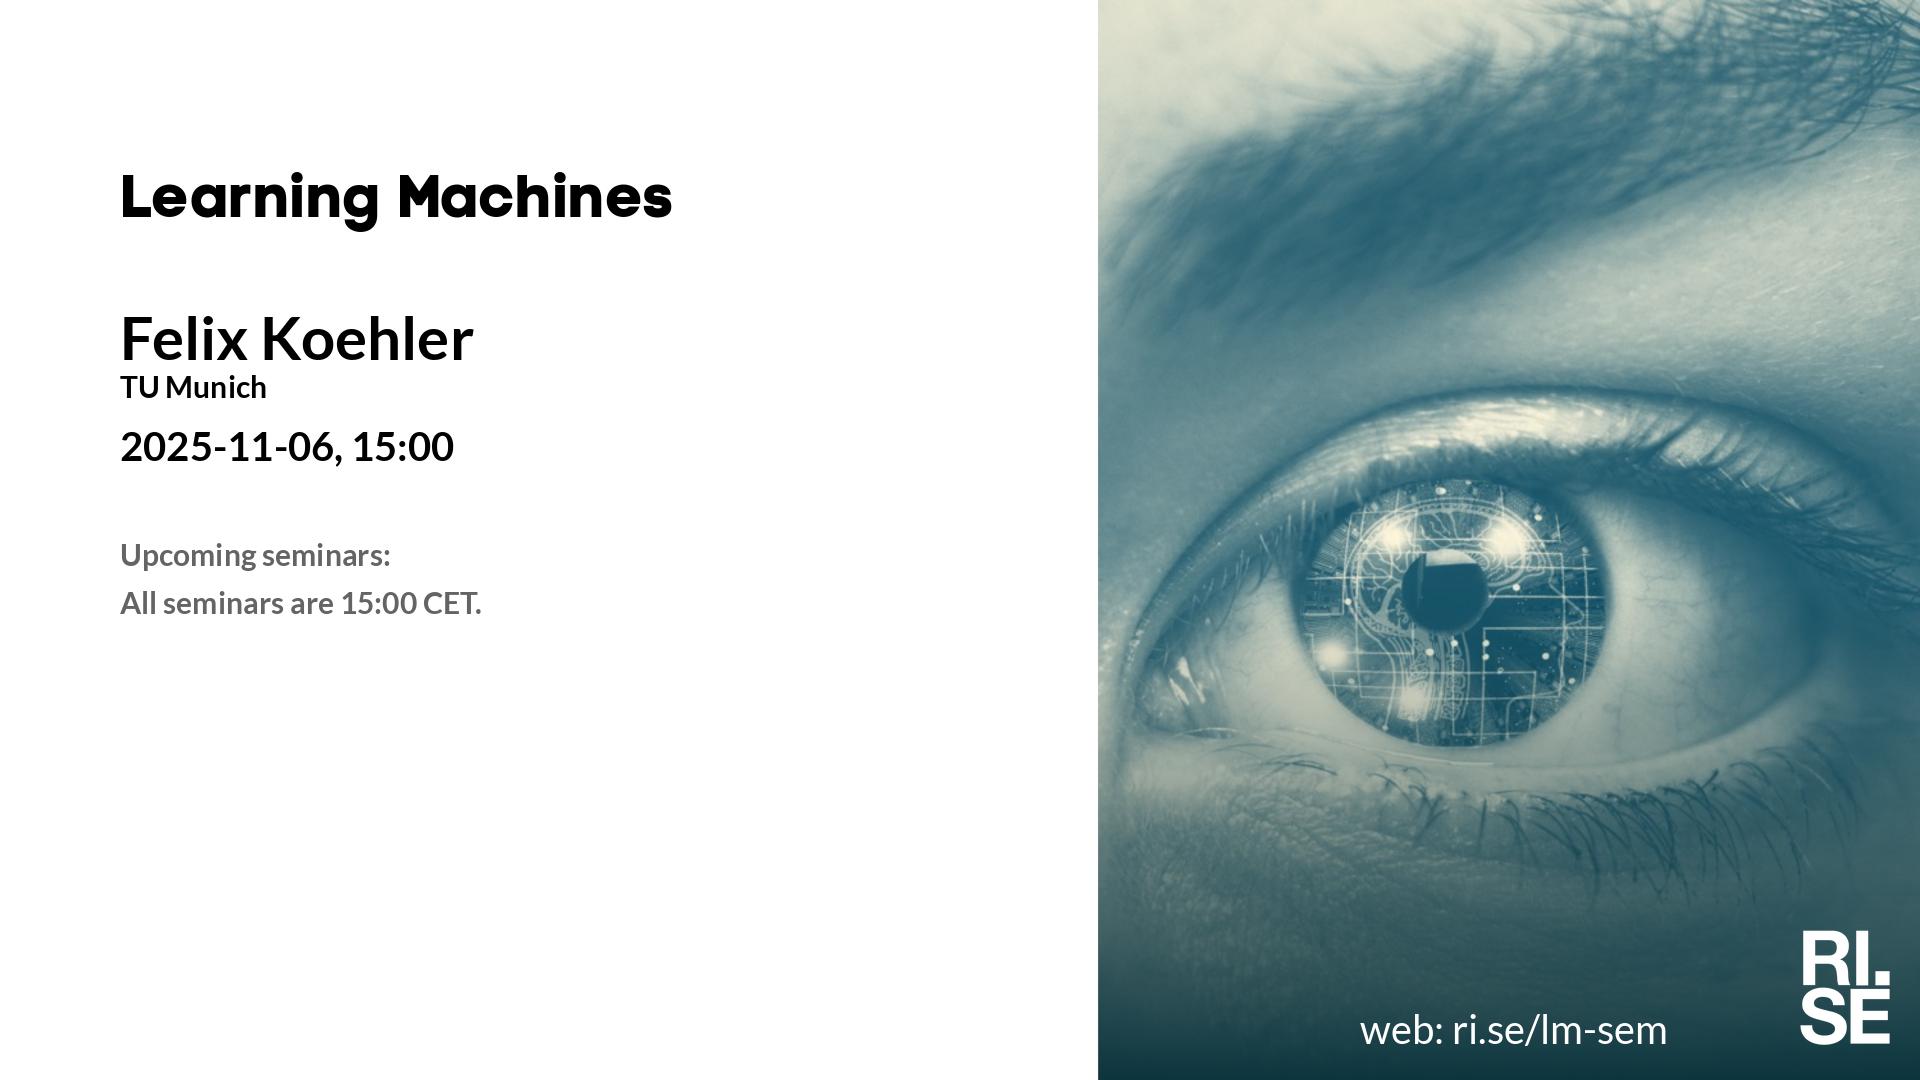 Learning Machines
Felix Koehler
TU Munich
2025-11-06, 15:00
Upcoming seminars:
All seminars are 15:00 CET.
web: ri.se/lm-sem
RI.
SE